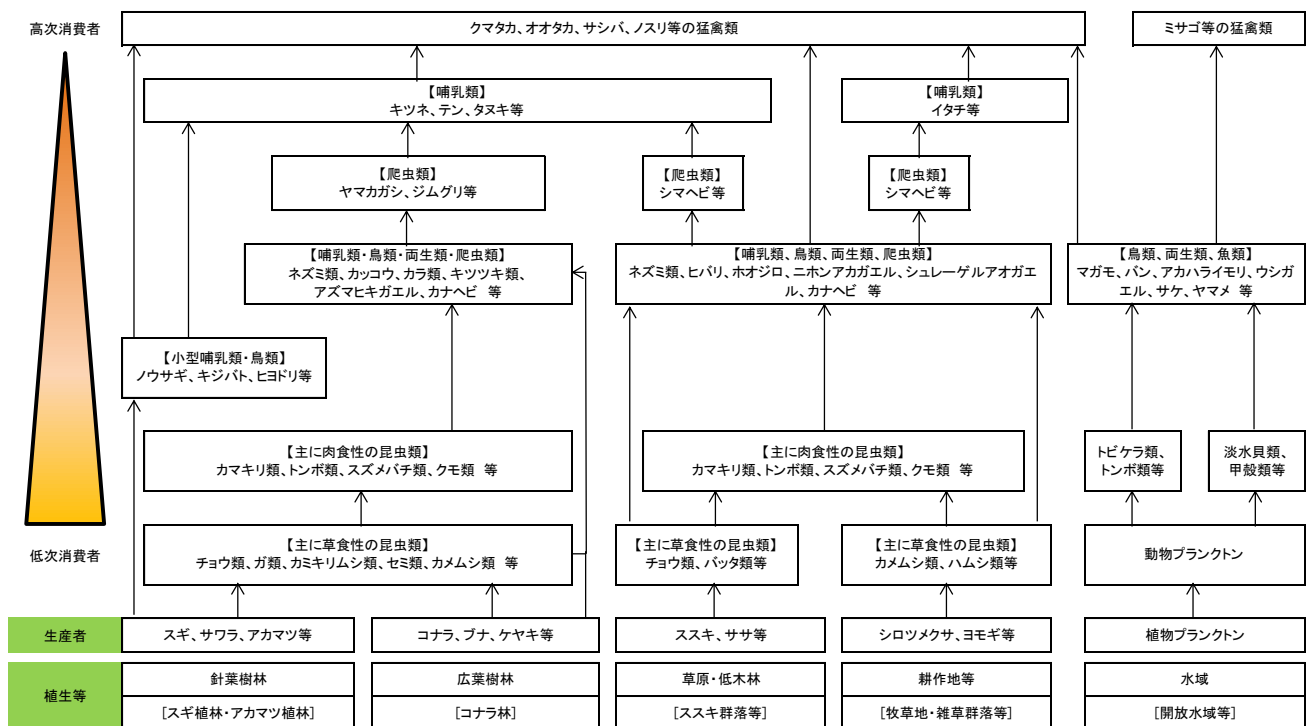 高次消費者
クマタカ、オオタカ、サシバ、ノスリ等の猛禽類
ミサゴ等の猛禽類
【哺乳類】
キツネ、テン、タヌキ等
【哺乳類】
イタチ等
【爬虫類】
ヤマカガシ、ジムグリ等
【爬虫類】
シマヘビ等
【爬虫類】
シマヘビ等
【哺乳類・鳥類・両生類・爬虫類】
ネズミ類、カッコウ、カラ類、キツツキ類、
アズマヒキガエル、カナヘビ 等
【哺乳類、鳥類、両生類、爬虫類】
ネズミ類、ヒバリ、ホオジロ、ニホンアカガエル、シュレーゲルアオガエ
ル、カナヘビ 等
【鳥類、両生類、魚類】
マガモ、バン、アカハライモリ、ウシガ
エル、サケ、ヤマメ 等
【小型哺乳類・鳥類】
ノウサギ、キジバト、ヒヨドリ等
【主に肉食性の昆虫類】
カマキリ類、トンボ類、スズメバチ類、クモ類 等
【主に肉食性の昆虫類】
カマキリ類、トンボ類、スズメバチ類、クモ類 等
トビケラ類、
トンボ類等
淡水貝類、
甲殻類等
低次消費者
【主に草食性の昆虫類】
チョウ類、ガ類、カミキリムシ類、セミ類、カメムシ類 等
【主に草食性の昆虫類】
チョウ類、バッタ類等
【主に草食性の昆虫類】
カメムシ類、ハムシ類等
動物プランクトン
生産者
スギ、サワラ、アカマツ等
コナラ、ブナ、ケヤキ等
ススキ、ササ等
シロツメクサ、ヨモギ等
植物プランクトン
植生等
針葉樹林
広葉樹林
草原・低木林
耕作地等
水域
[スギ植林・アカマツ植林]
[コナラ林]
[ススキ群落等]
[牧草地・雑草群落等]
[開放水域等]